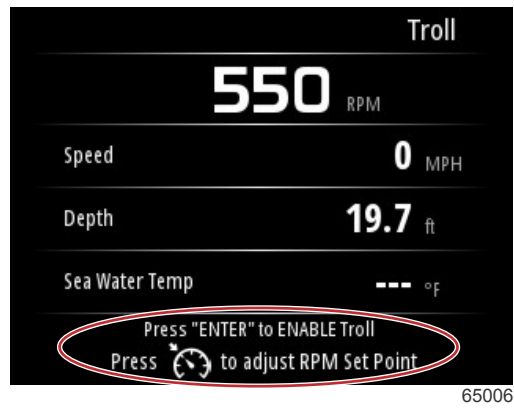 Troll
550 RPM
Speed 0 MPH
Depth 19.7 ft
Sea Water Temp --- °F
Press "ENTER" to ENABLE Troll
Press to adjust RPM Set Point
65006